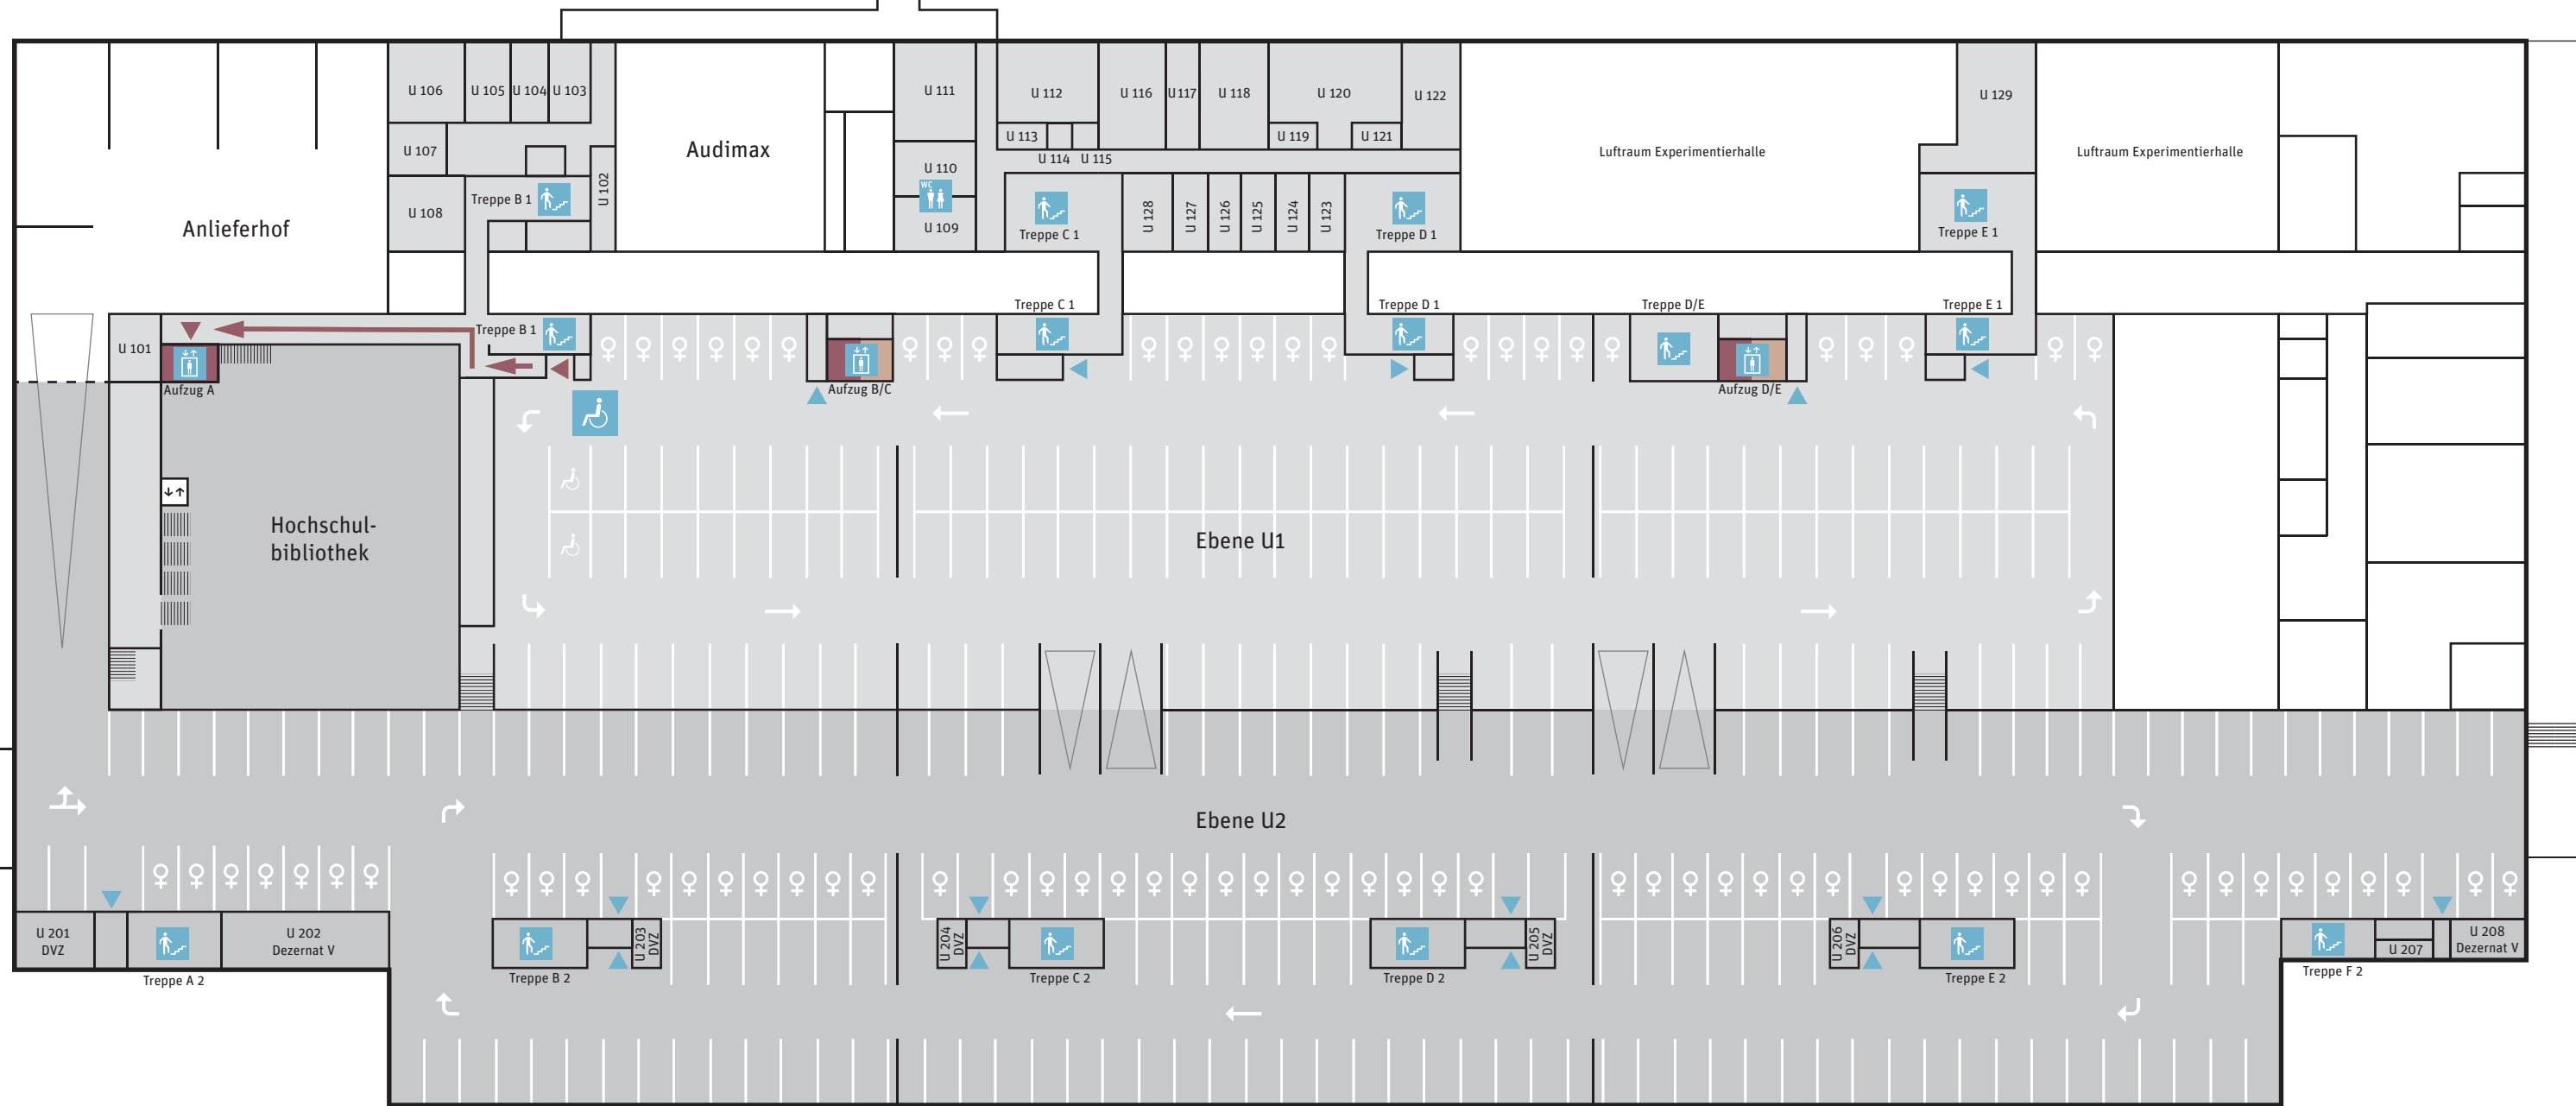 U 106
U 105
U 104
U 103
U 111
U 112
U 116
U 117
U 118
U 120
U 122
U 129
U 113
U 119
U 121
U 107
Audimax
U 114
U 115
Luftraum Experimentierhalle
Luftraum Experimentierhalle
U 110
WC
U 102
Treppe B 1
U 108
U 109
Anlieferhof
Treppe C 1
U 128
U 127
U 126
U 125
U 124
U 123
Treppe D 1
Treppe E 1
Treppe C 1
Treppe D 1
Treppe D/E
Treppe E 1
Treppe B 1
U 101
Aufzug A
Aufzug B/C
Aufzug D/E
Hochschul-
bibliothek
Ebene U1
Ebene U2
U 201
DVZ
U 202
Dezernat V
U 203
DVZ
U 204
DVZ
U 205
DVZ
U 206
DVZ
U 207
U 208
Dezernat V
Treppe A 2
Treppe B 2
Treppe C 2
Treppe D 2
Treppe E 2
Treppe F 2